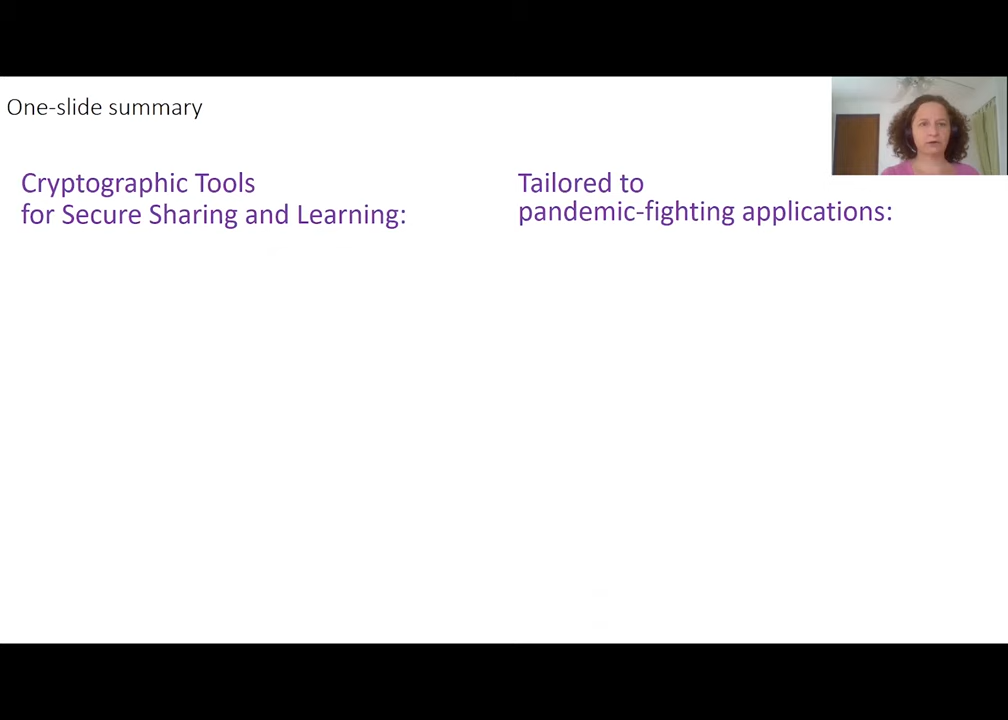 One-slide summary
Cryptographic Tools
for Secure Sharing and Learning:
Tailored to
pandemic-fighting applications: